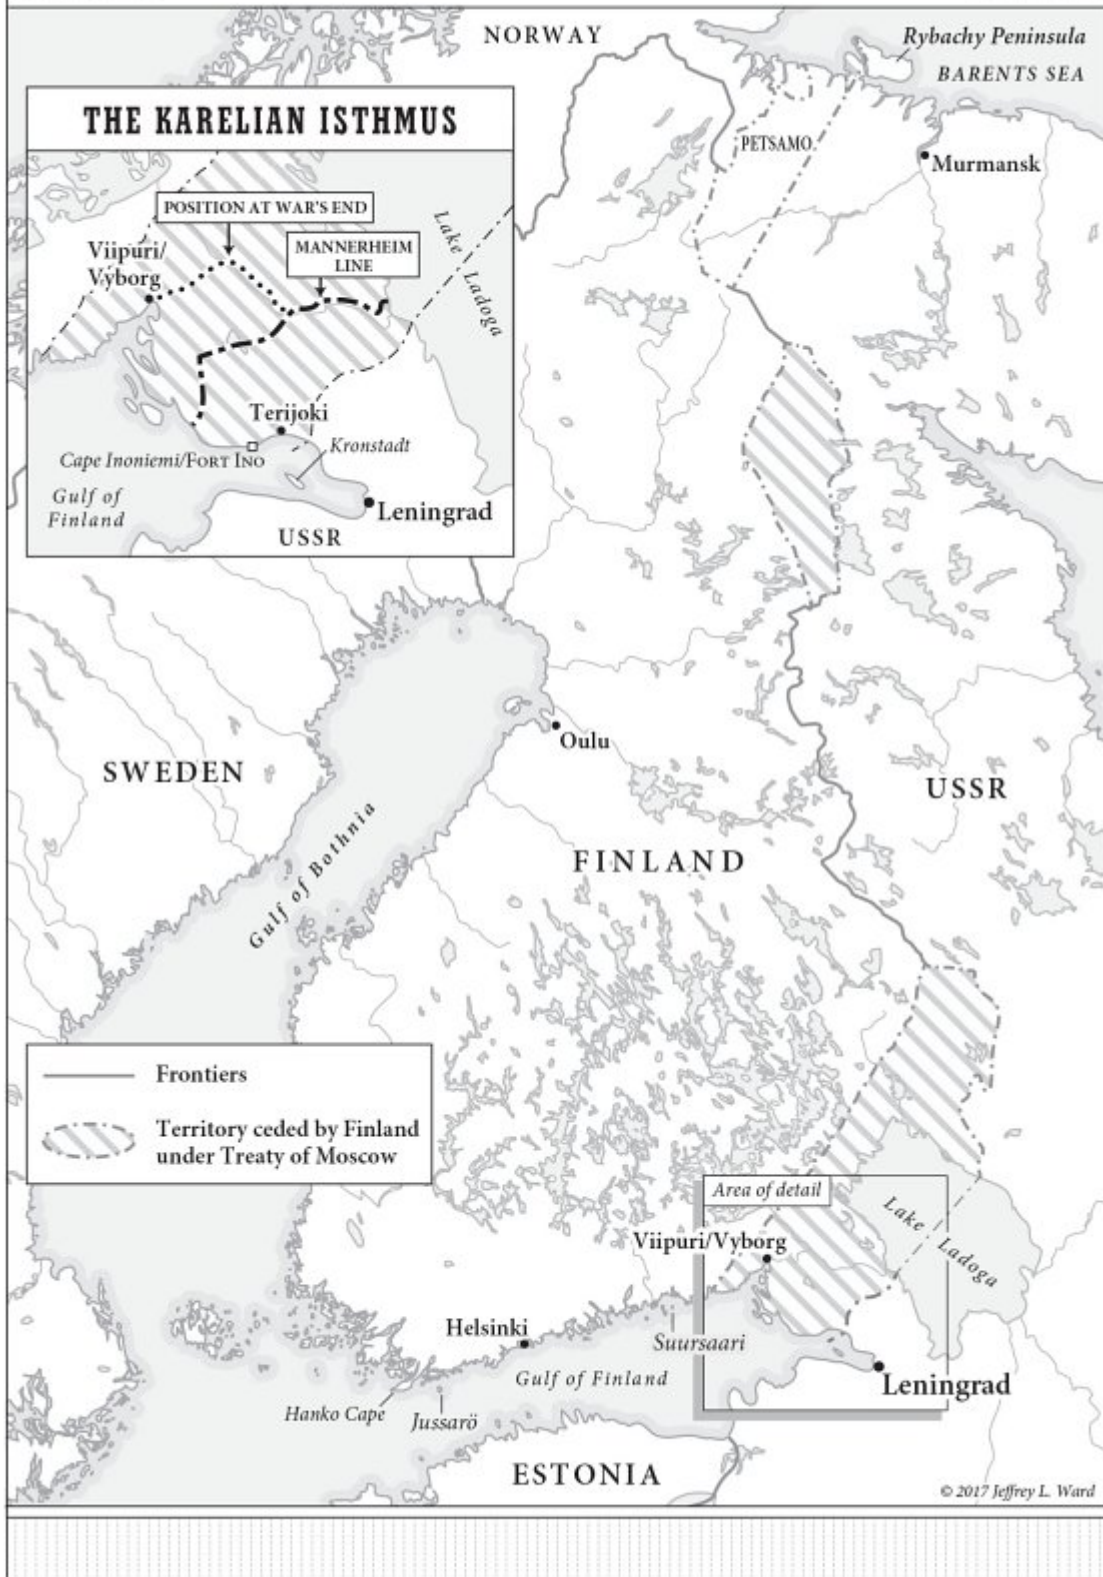 NORWAY
Rybachy Peninsula
BARENTS SEA
PETSAMO
Murmansk
THE KARELIAN ISTHMUS
POSITION AT WAR'S END
MANNERHEIM
LINE
Viipuri/
Vyborg
Lake
Ladoga
Terijoki
Kronstadt
Cape Inoniemi/FORT INO
Gulf of
Finland
Leningrad
USSR
Oulu
SWEDEN
USSR
Gulf of Bothnia
FINLAND
Frontiers
Territory ceded by Finland
under Treaty of Moscow
Area of detail
Lake
Ladoga
Viipuri/Vyborg
Helsinki
Suursaari
Gulf of Finland
Leningrad
Hanko Cape
Jussarö
ESTONIA
© 2017 Jeffrey L. Ward